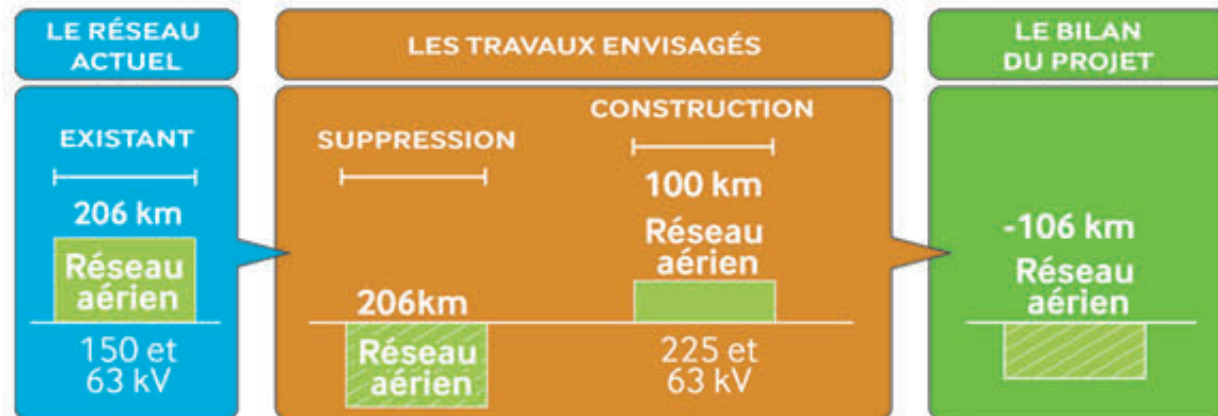 LE RÉSEAU
ACTUEL
EXISTANT
206 km
Réseau
aérien
150 et
63 kV
LES TRAVAUX ENVISAGÉS
SUPPRESSION
206km
Réseau
aérien
CONSTRUCTION
100 km
Réseau
aérien
225 et
63 kV
LE BILAN
DU PROJET
-106 km
Réseau
aérien